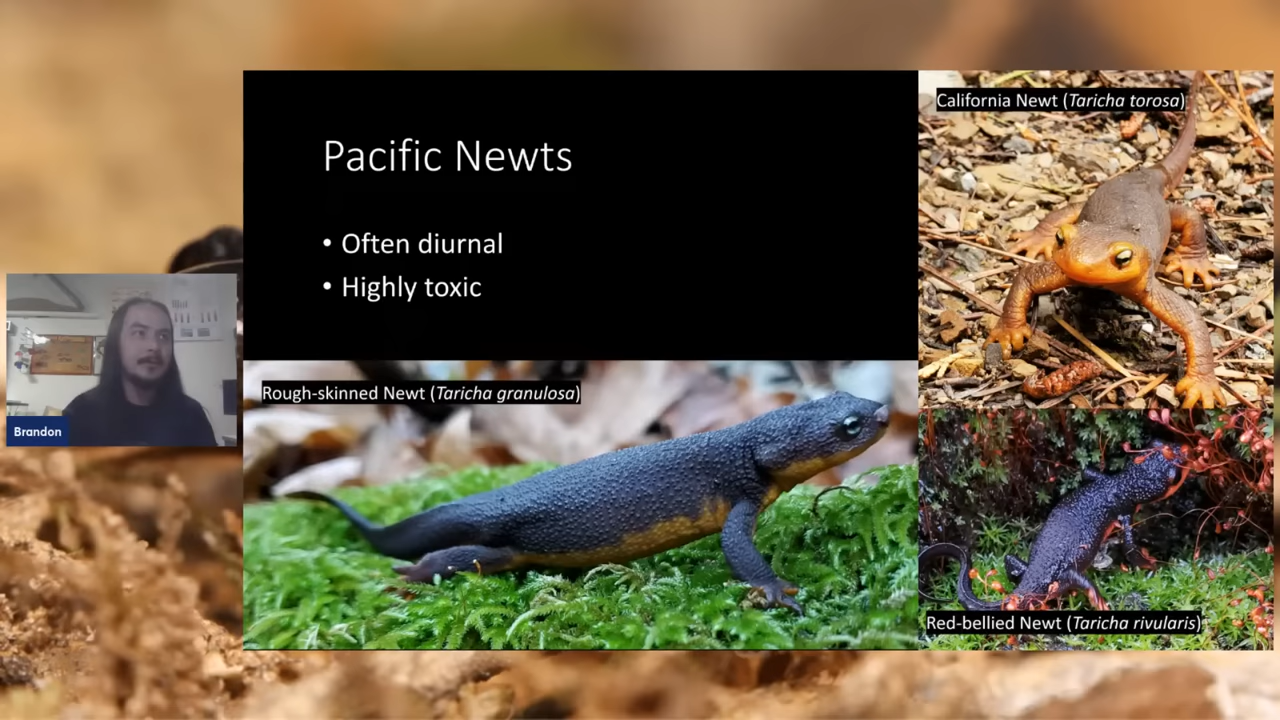 Pacific Newts
• Often diurnal
• Highly toxic
California Newt (Taricha torosa)
Rough-skinned Newt (Taricha granulosa)
Red-bellied Newt (Taricha rivularis)
Brandon